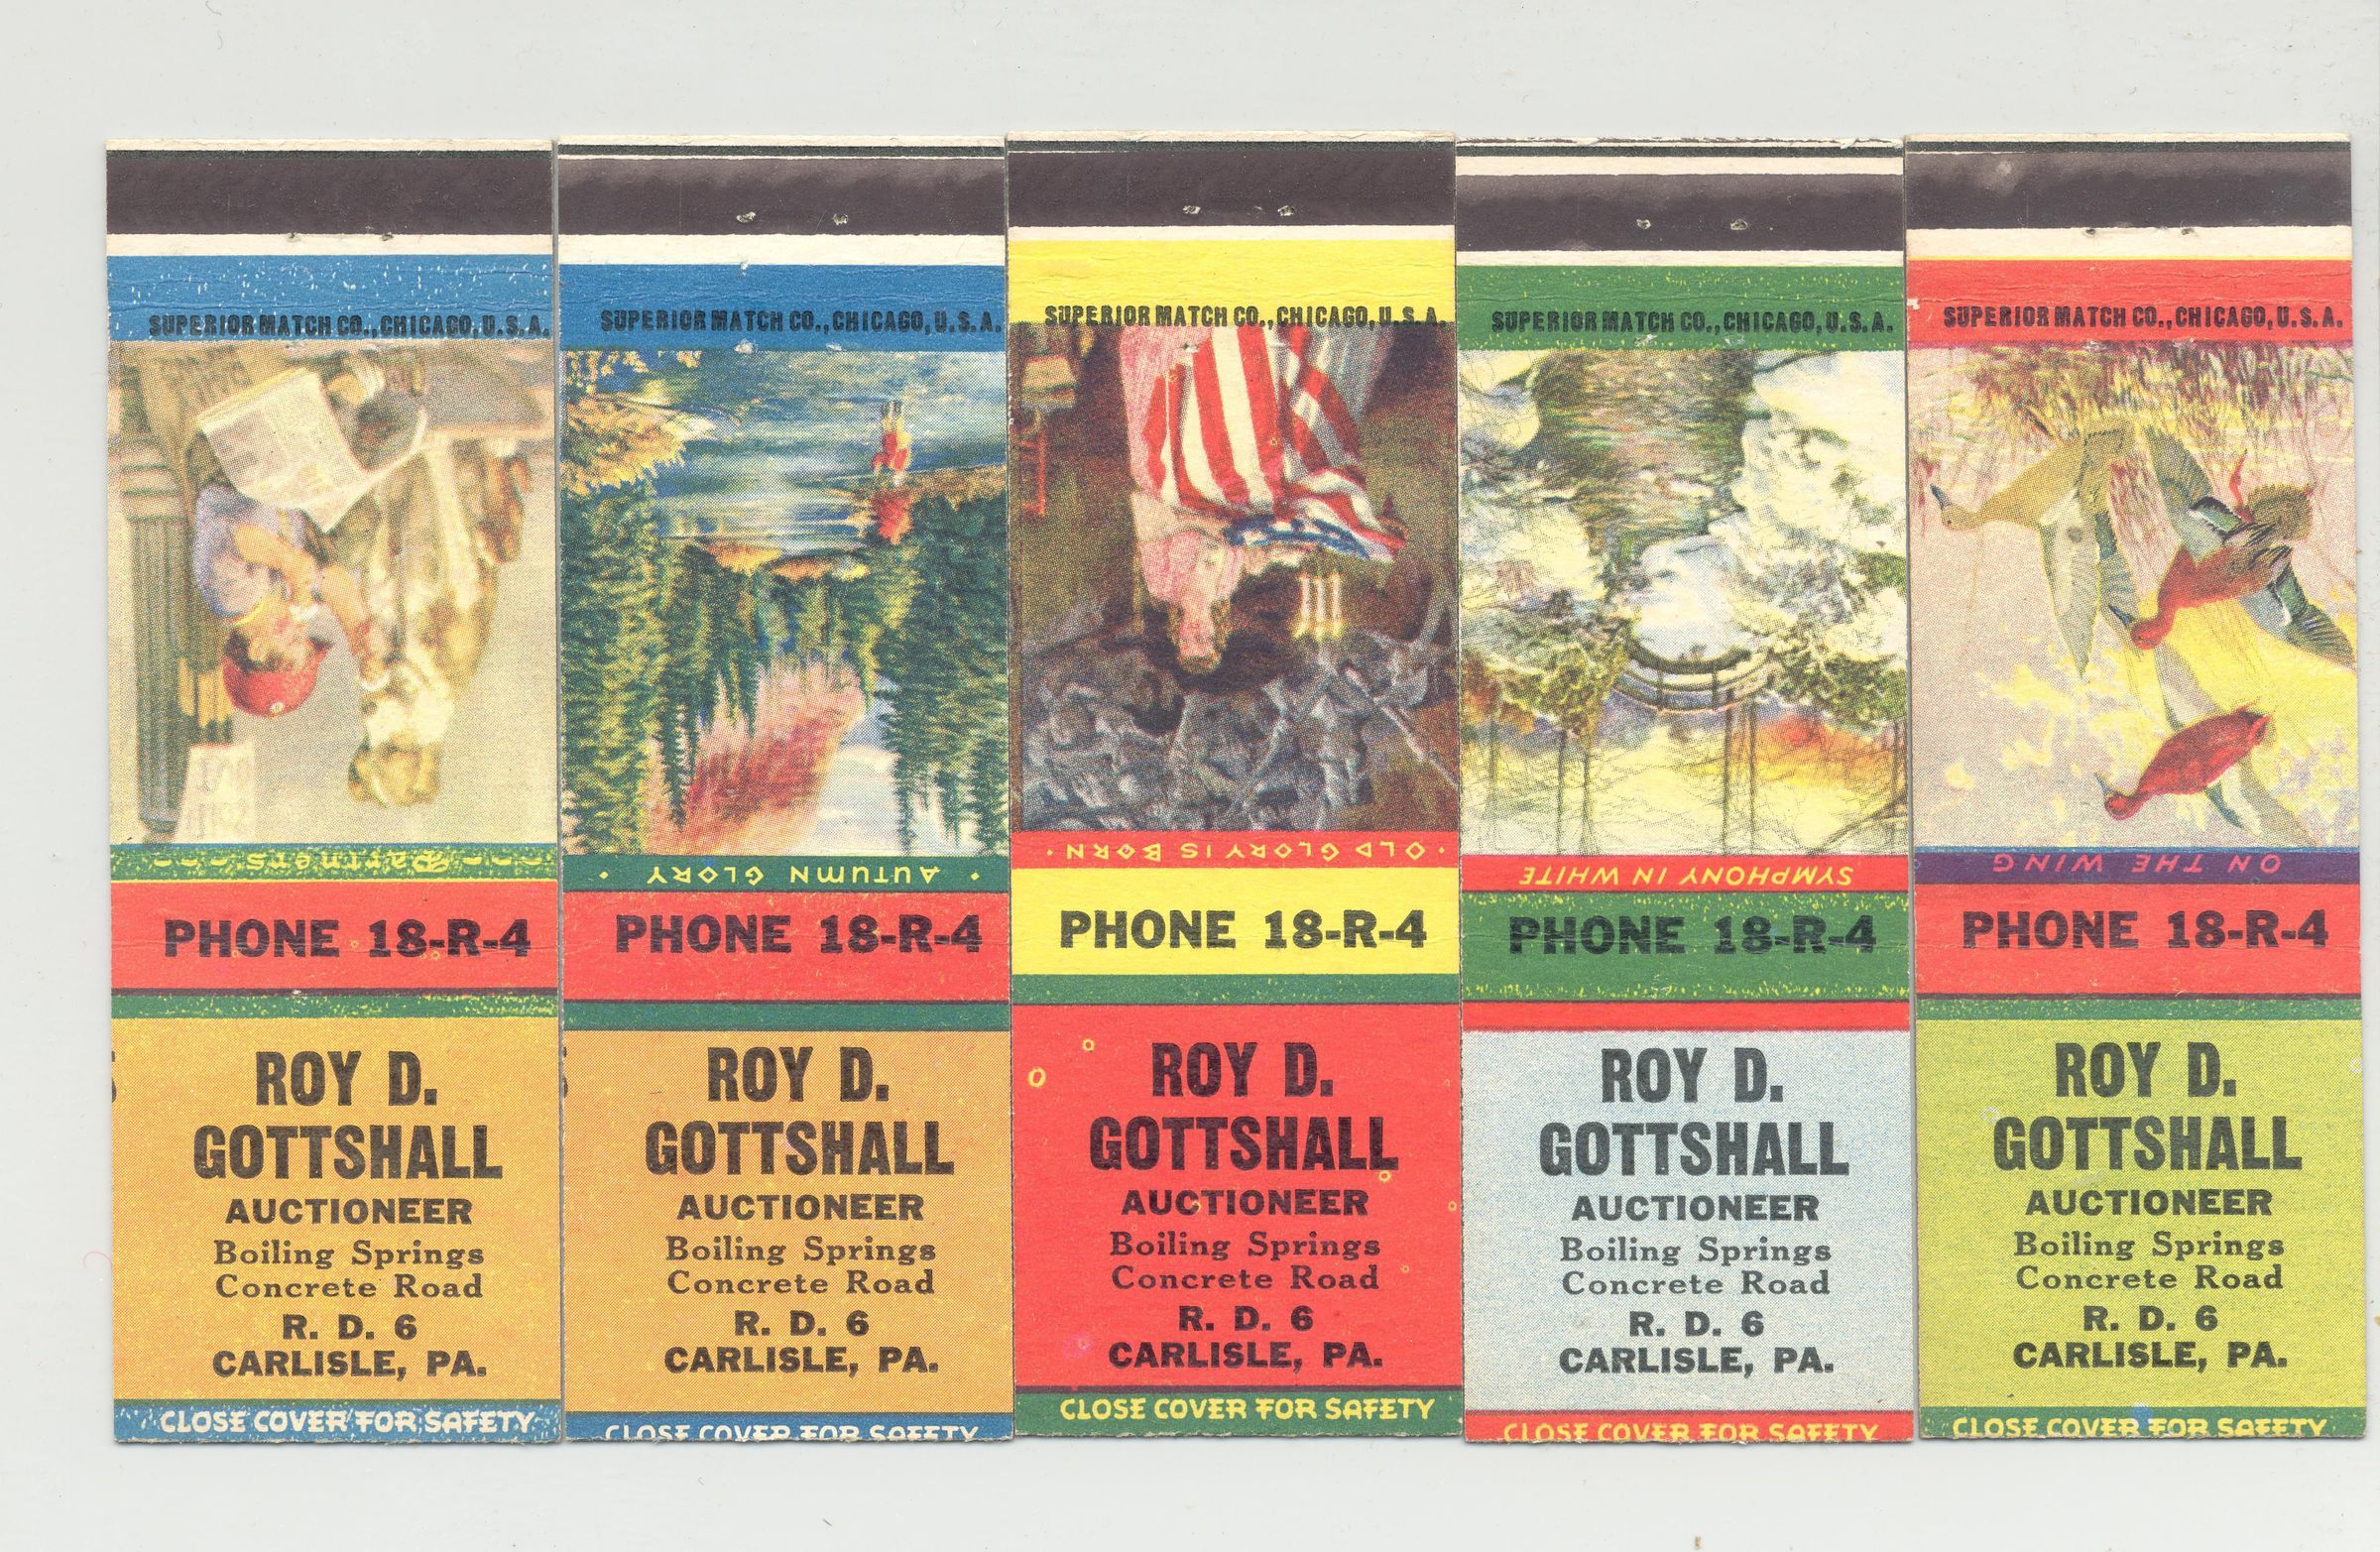 SUPERIOR MATCH CO., CHICAGO, U.S.A.
Partners
PHONE 18-R-4
ROY D.
GOTTSHALL
AUCTIONEER
Boiling Springs
Concrete Road
R. D. 6
CARLISLE, PA.
CLOSE COVER FOR SAFETY
SUPERIOR MATCH CO., CHICAGO, U.S.A.
• AUTUMN GLORY •
PHONE 18-R-4
ROY D.
GOTTSHALL
AUCTIONEER
Boiling Springs
Concrete Road
R. D. 6
CARLISLE, PA.
CLOSE COVER FOR SAFETY
SUPERIOR MATCH CO., CHICAGO, U.S.A.
• OLD GLORY IS BORN •
PHONE 18-R-4
ROY D.
GOTTSHALL
AUCTIONEER
Boiling Springs
Concrete Road
R. D. 6
CARLISLE, PA.
CLOSE COVER FOR SAFETY
SUPERIOR MATCH CO., CHICAGO, U.S.A.
SYMPHONY IN WHITE
PHONE 18-R-4
ROY D.
GOTTSHALL
AUCTIONEER
Boiling Springs
Concrete Road
R. D. 6
CARLISLE, PA.
CLOSE COVER FOR SAFETY
SUPERIOR MATCH CO., CHICAGO, U.S.A.
ON THE WING
PHONE 18-R-4
ROY D.
GOTTSHALL
AUCTIONEER
Boiling Springs
Concrete Road
R. D. 6
CARLISLE, PA.
CLOSE COVER FOR SAFETY